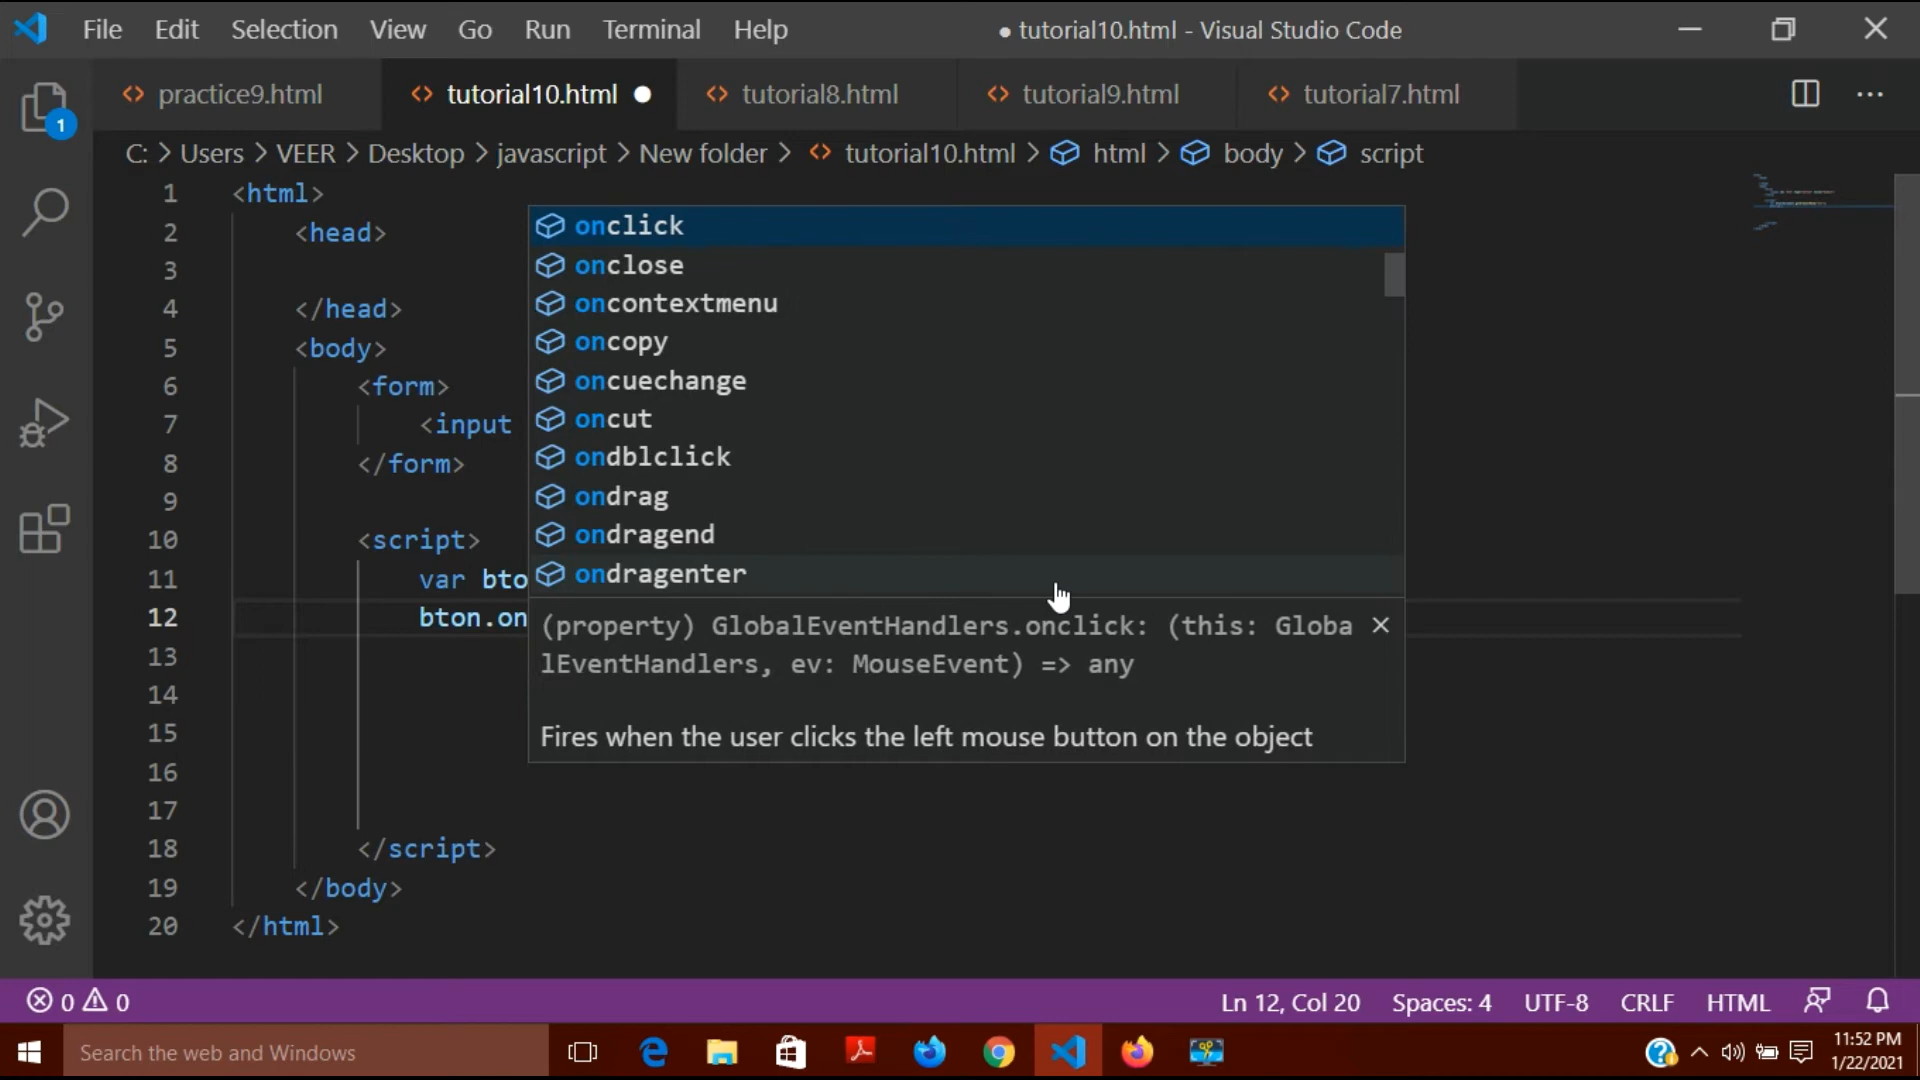 File Edit Selection View Go Run Terminal Help ● tutorial10.html - Visual Studio Code
practice9.html tutorial10.html tutorial8.html tutorial9.html tutorial7.html
C: > Users > VEER > Desktop > javascript > New folder > tutorial10.html > html > body > script
1 <html>
2 <head>
3
4 </head>
5 <body>
6 <form>
7 <input
8 </form>
9
10 <script>
11 var bto
12 bton.on
13
14
15
16
17
18 </script>
19 </body>
20 </html>
onclick
onclose
oncontextmenu
oncopy
oncuechange
oncut
ondblclick
ondrag
ondragend
ondragenter
(property) GlobalEventHandlers.onclick: (this: Globa
lEventHandlers, ev: MouseEvent) => any
Fires when the user clicks the left mouse button on the object
1
0 0 Ln 12, Col 20 Spaces: 4 UTF-8 CRLF HTML
Search the web and Windows
11:52 PM
1/22/2021